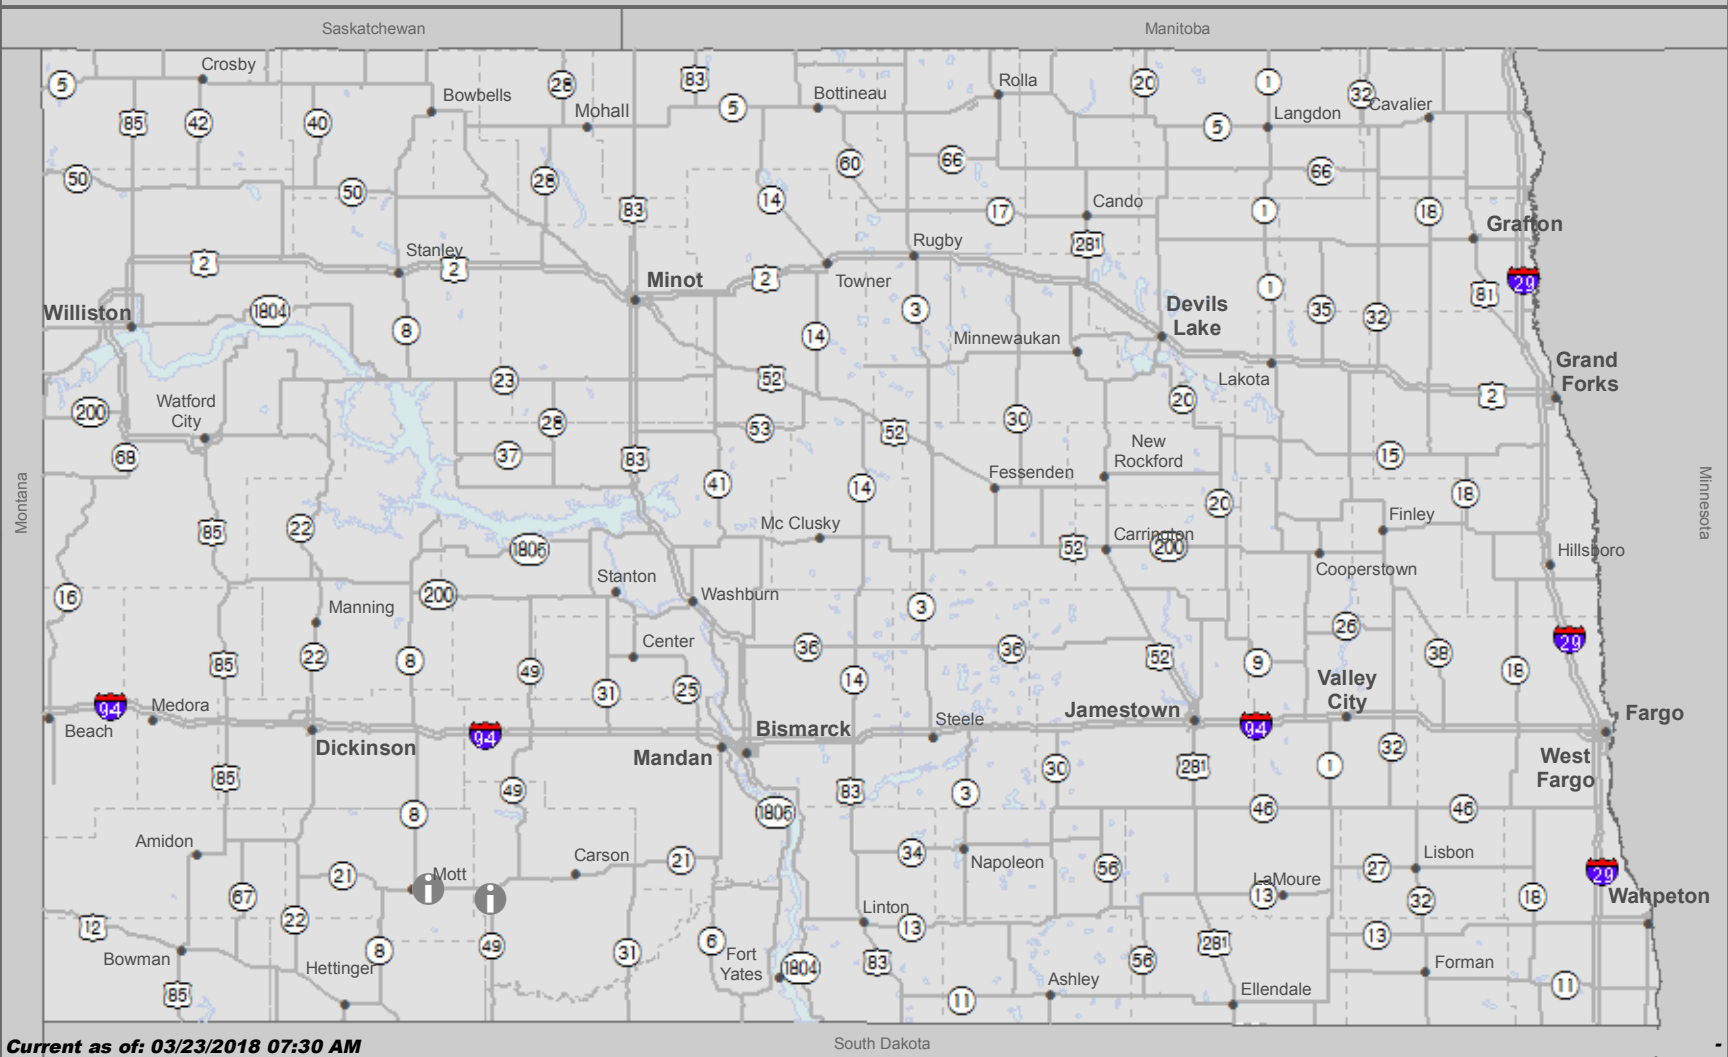 Saskatchewan
Manitoba
Crosby
5
28
83
Rolla
20
1
32
Bowbells
Bottineau
Cavalier
Mohall
5
Langdon
85
42
40
5
60
66
66
50
50
28
14
83
17
Cando
1
18
Grafton
281
Rugby
2
Stanley
2
Minot
2
Towner
29
1
81
Williston
1804
8
3
Devils
Lake
35
32
14
Minnewaukan
Grand
Forks
23
52
Lakota
2
200
Watford
City
28
20
30
53
52
68
37
83
New
Rockford
15
41
14
Fessenden
18
Montana
Minnesota
85
22
20
Mc Clusky
Finley
1806
52
Carrington
200
Hillsboro
Stanton
Cooperstown
16
200
Washburn
Manning
3
26
29
Center
36
36
38
85
22
8
49
52
9
18
31
25
14
Valley
City
94
Medora
Beach
Dickinson
94
Mandan
Bismarck
Steele
Jamestown
94
Fargo
32
West
Fargo
85
49
83
3
30
281
1
8
1806
46
46
Amidon
Carson
21
34
Napoleon
56
27
Lisbon
29
21
Mott
LaMoure
13
67
32
18
Wahpeton
22
Linton
12
13
13
8
49
31
6
281
Bowman
Fort
Yates
1804
83
56
Forman
Hettinger
85
Ashley
11
Ellendale
11
Current as of: 03/23/2018 07:30 AM
South Dakota
-